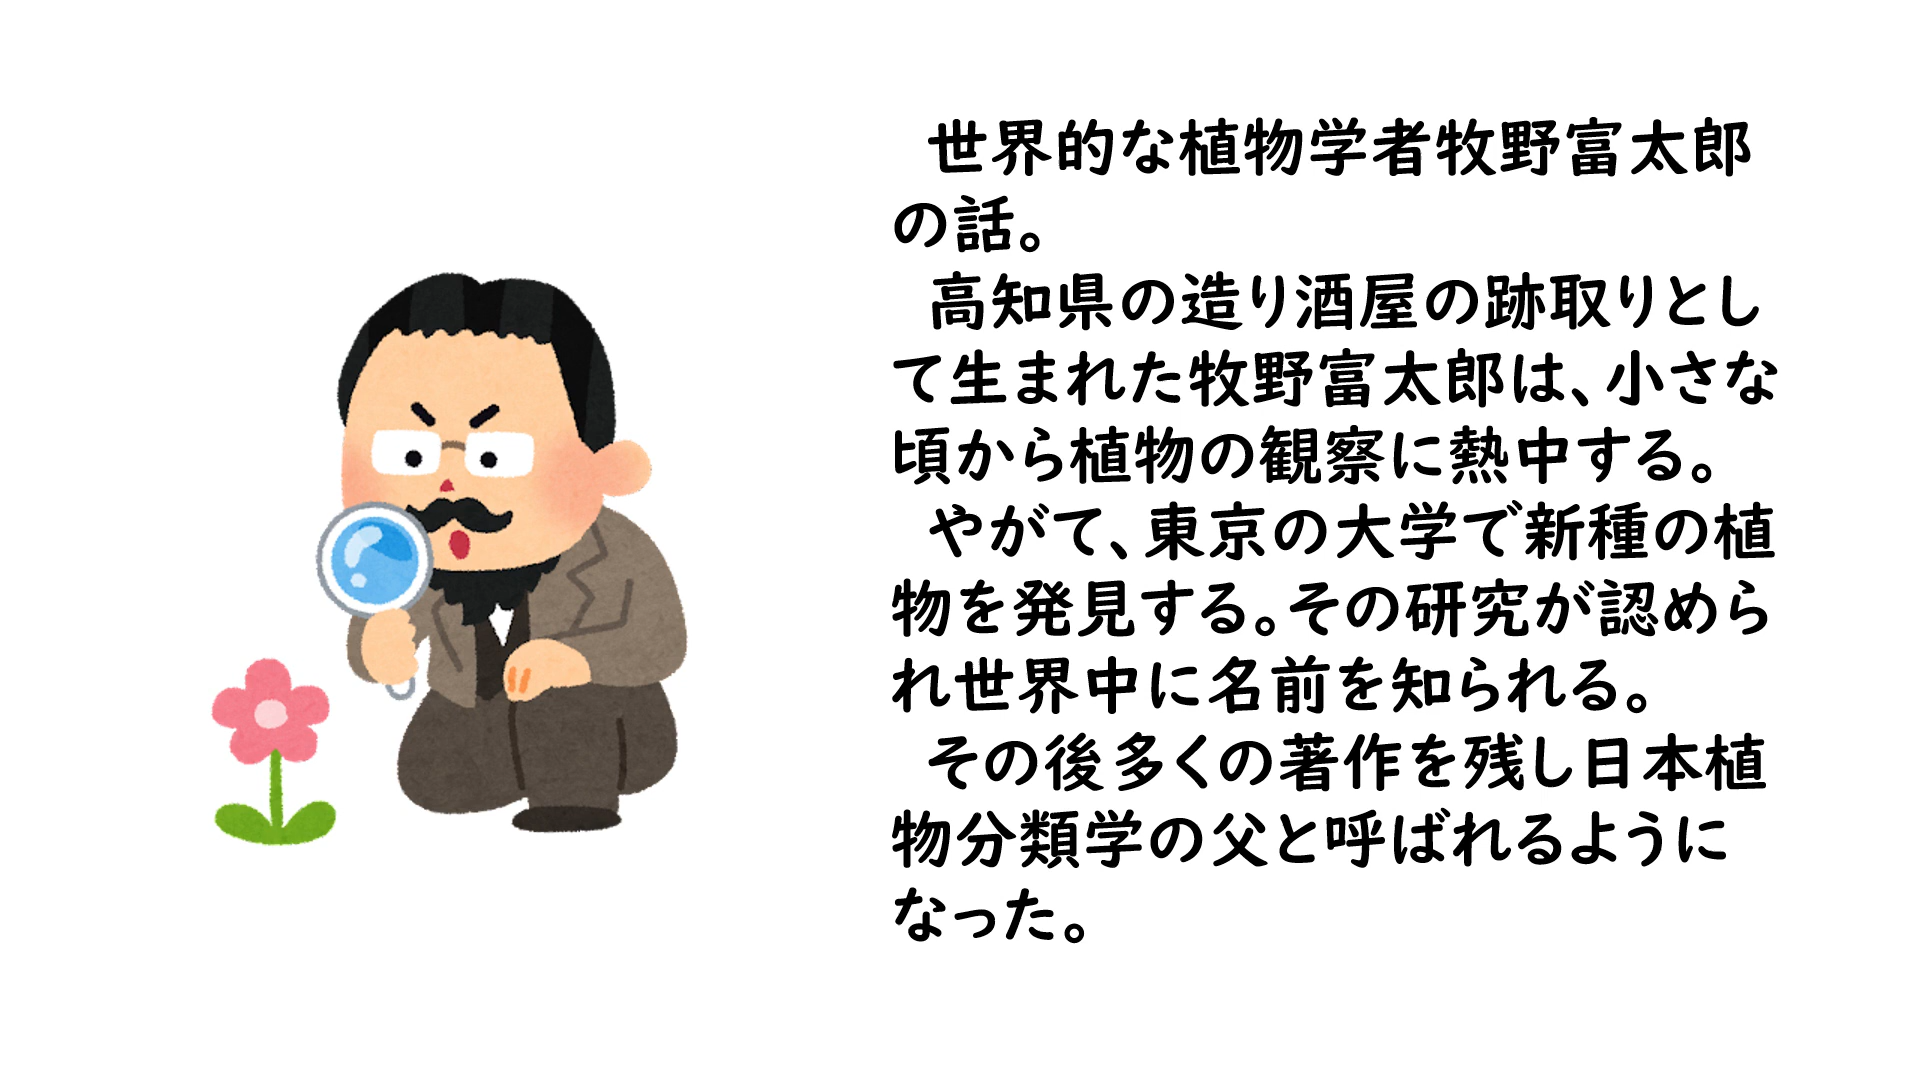 世界的な植物学者牧野富太郎
の話。
高知県の造り酒屋の跡取りとし
て生まれた牧野富太郎は、小さな
頃から植物の観察に熱中する。
やがて、東京の大学で新種の植
物を発見する。その研究が認めら
れ世界中に名前を知られる。
その後多くの著作を残し日本植
物分類学の父と呼ばれるように
なった。